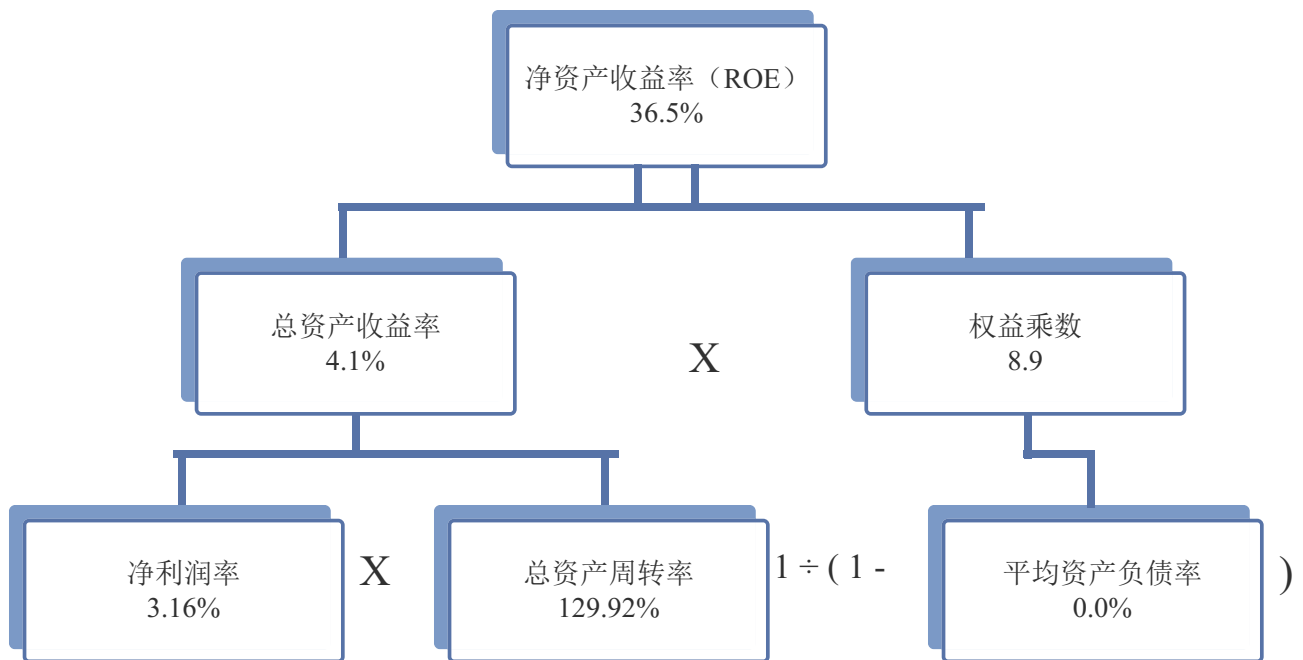 净资产收益率（ROE）
36.5%
总资产收益率
4.1%
X
权益乘数
8.9
净利润率
3.16%
X
总资产周转率
129.92%
1 ÷ ( 1 -
平均资产负债率
0.0%
)